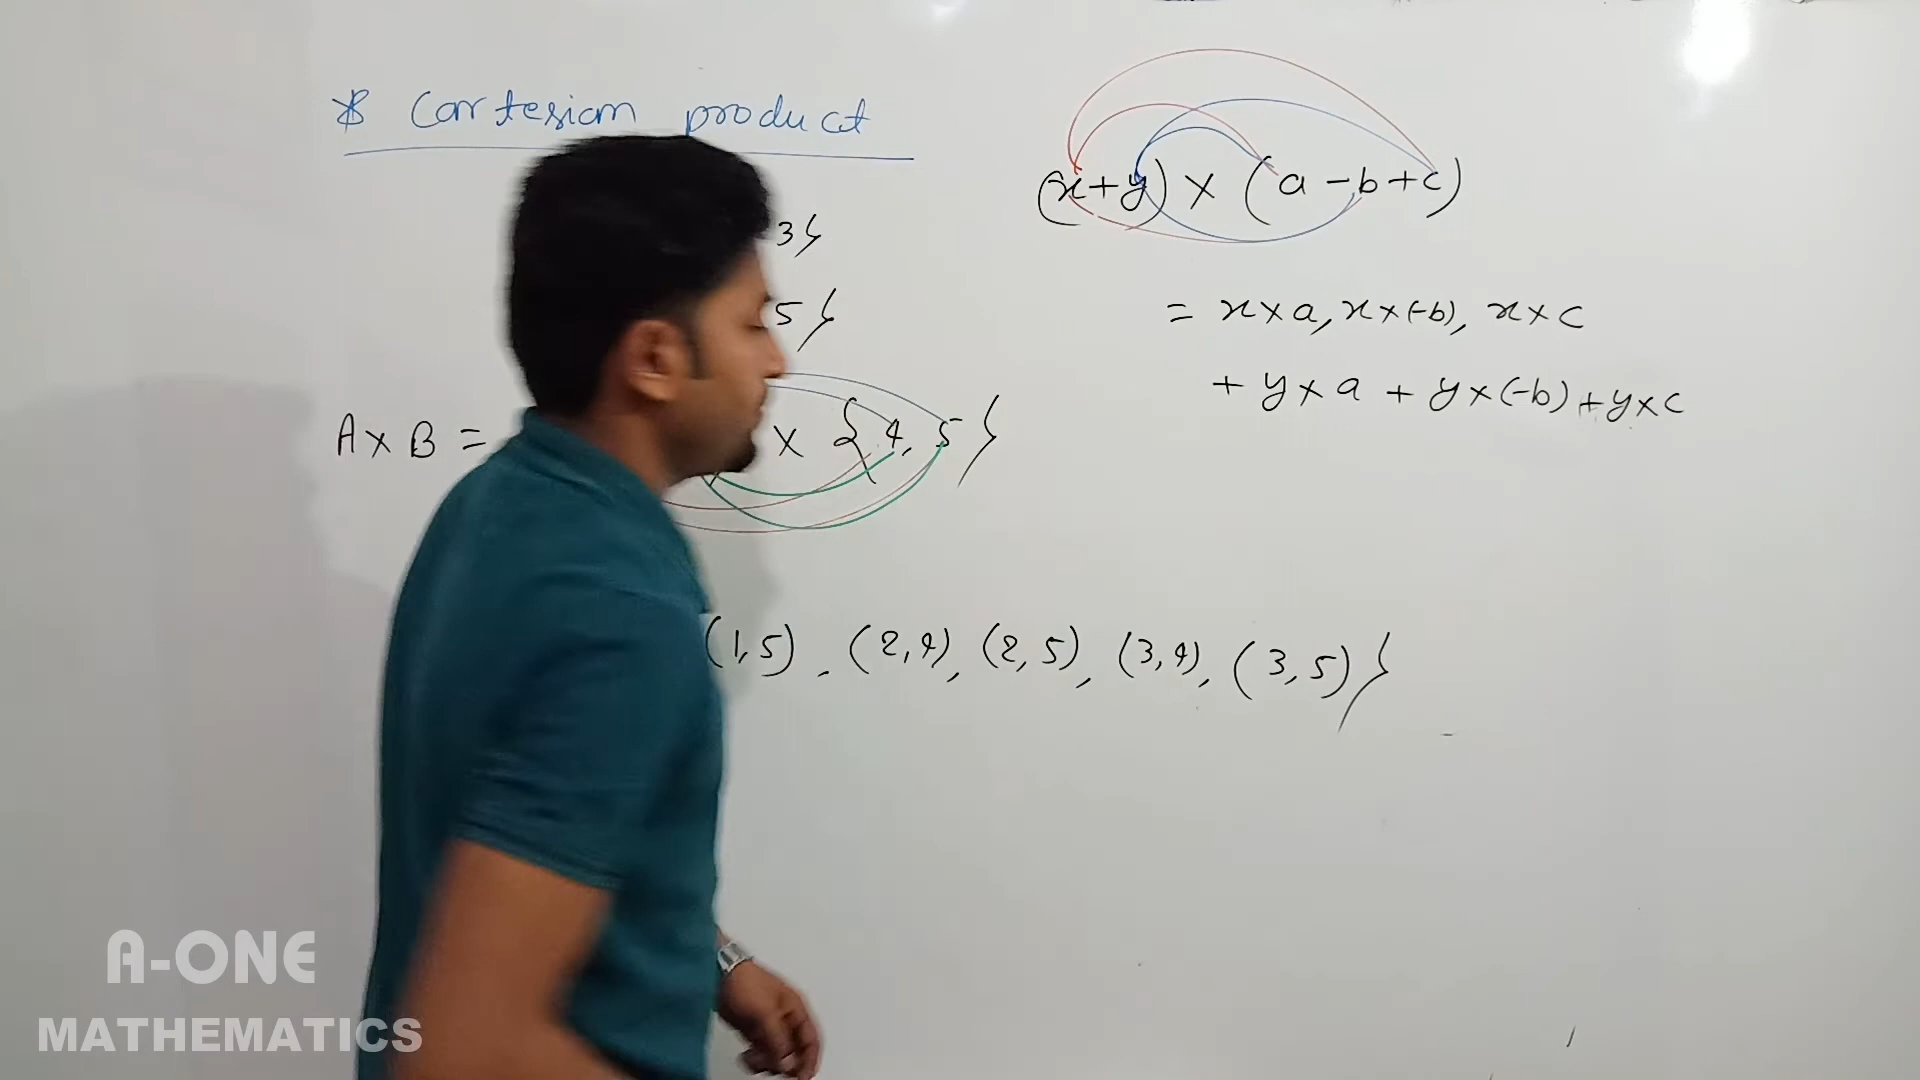 * Cartesian product
3}
5}
A×B = × {4, 5}
(1,5), (2,4), (2,5), (3,4), (3,5)}
(x+y) × (a-b+c)
= x×a, x×(-b), x×c
+ y×a + y×(-b) + y×c
A-ONE
MATHEMATICS